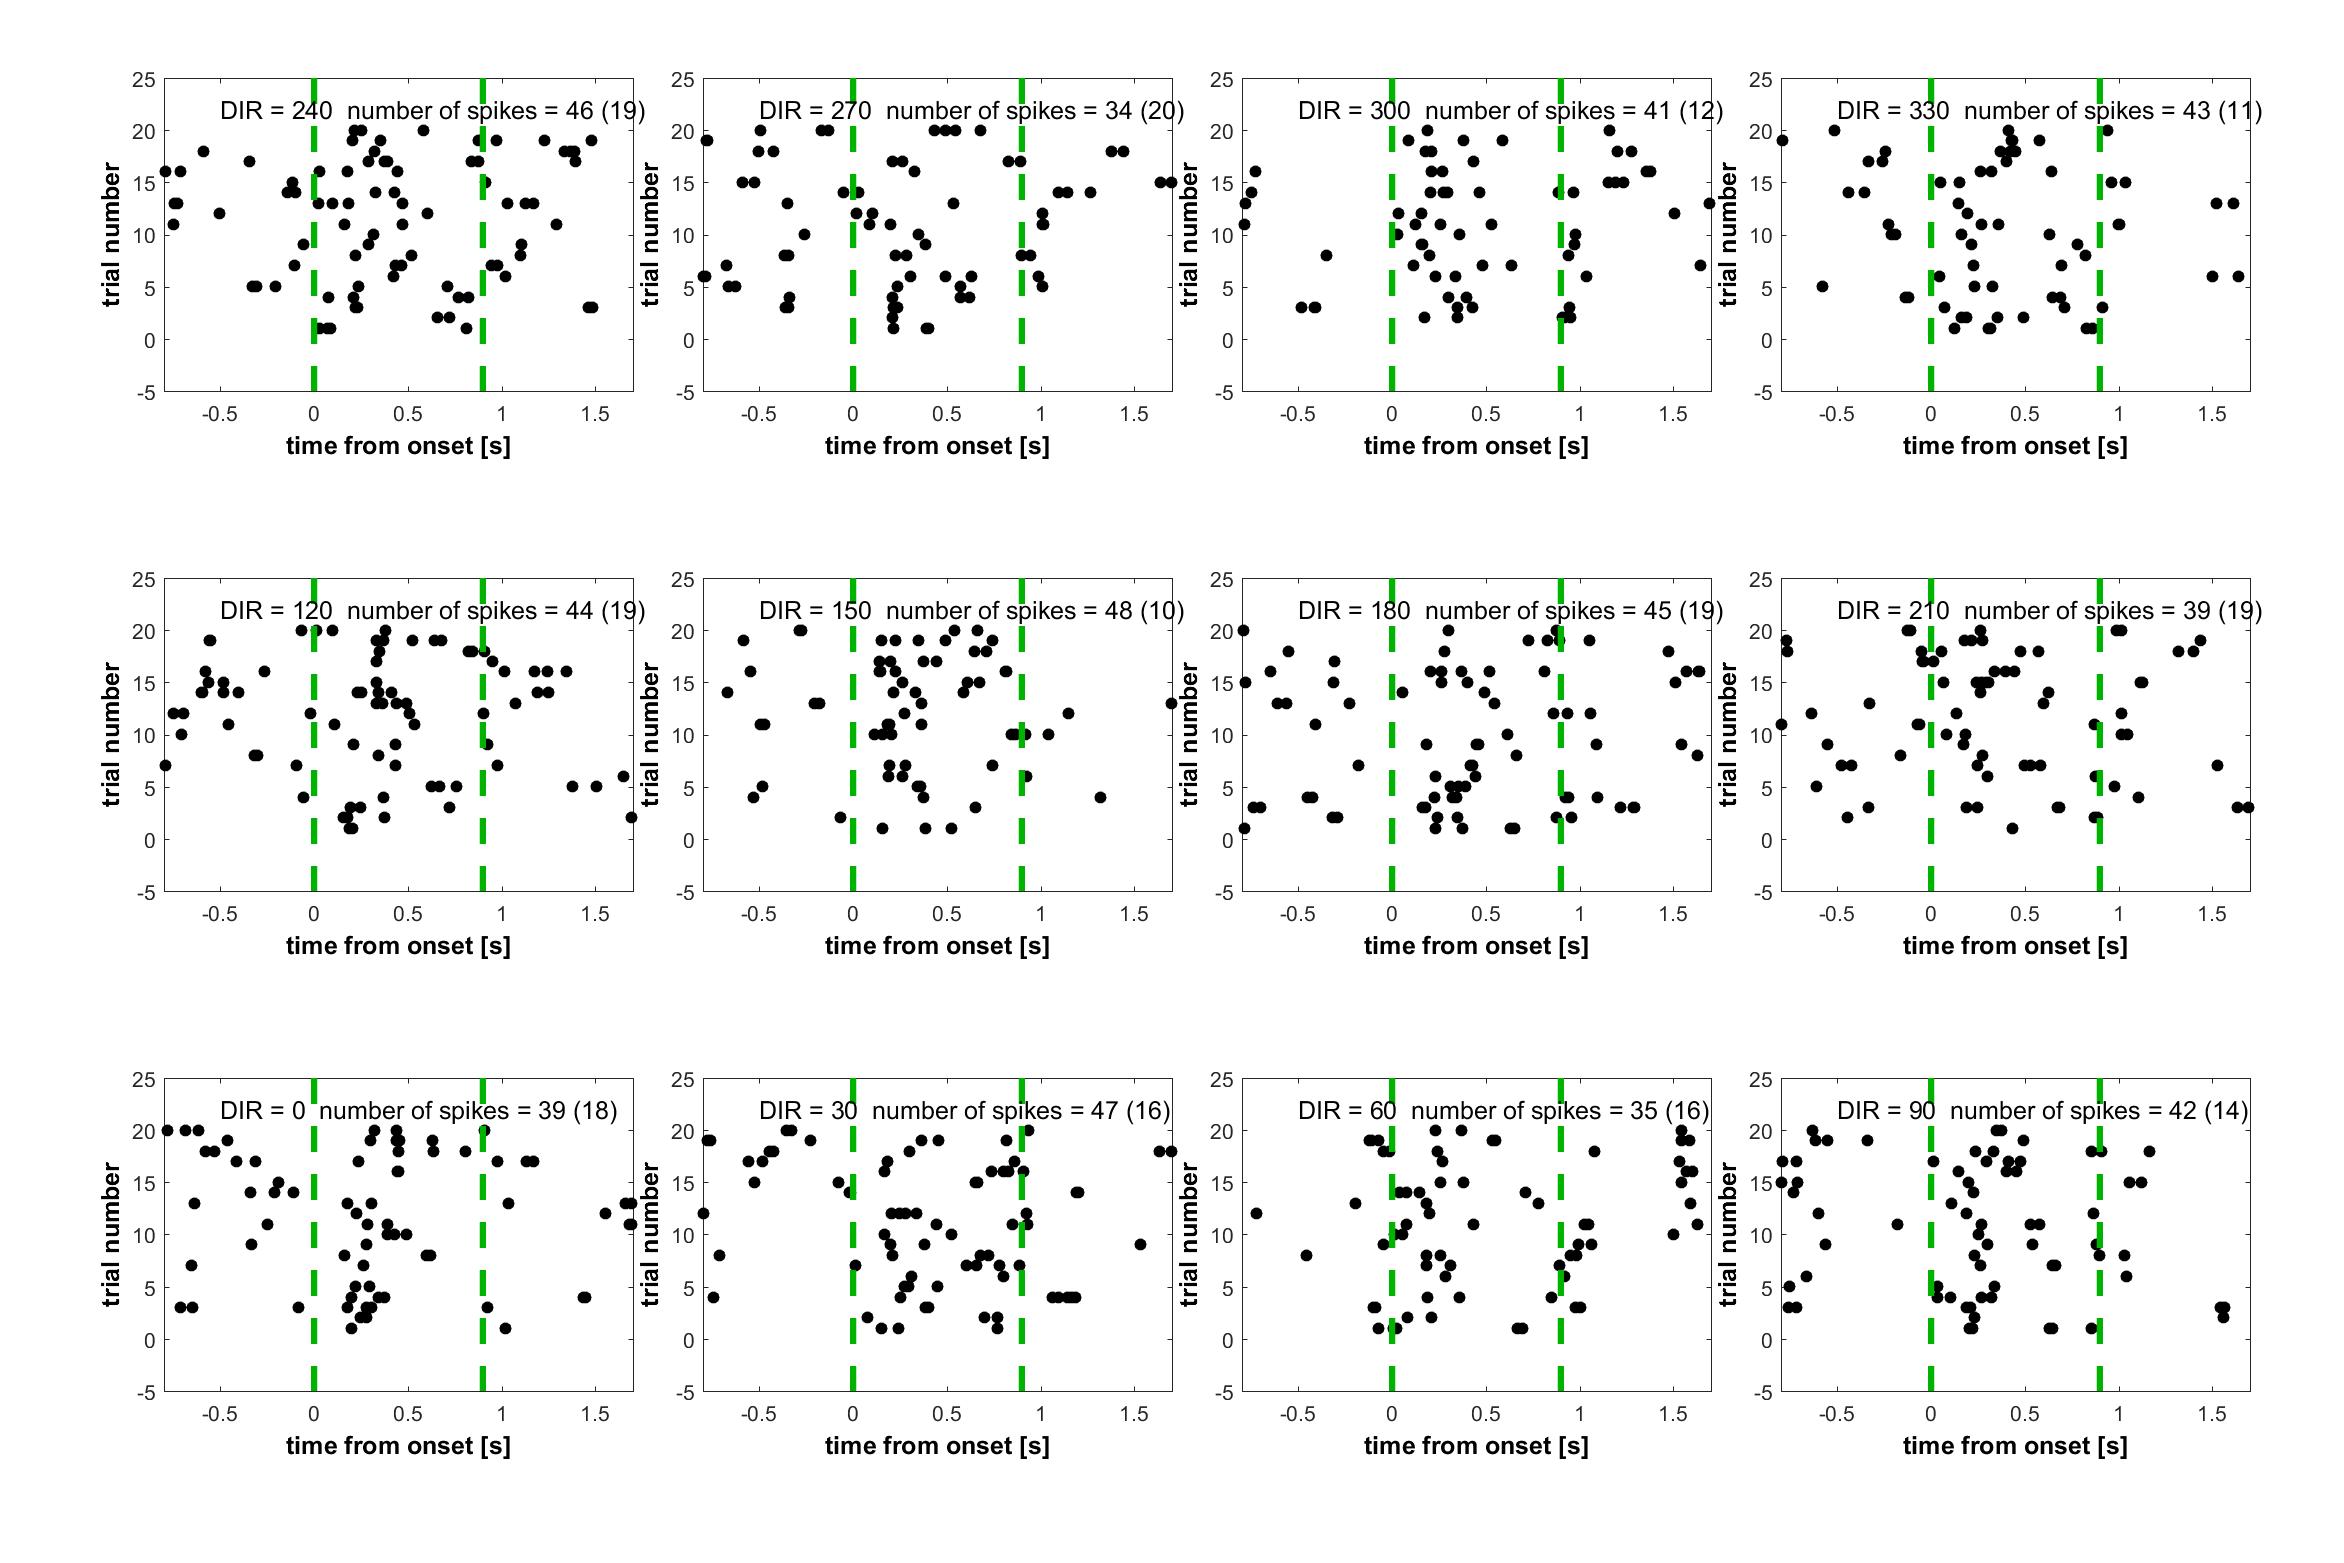 DIR = 240  number of spikes = 46 (19)
25
20
15
10
5
0
-5
trial number
-0.5 0 0.5 1 1.5
time from onset [s]
DIR = 270  number of spikes = 34 (20)
25
20
15
10
5
0
-5
trial number
-0.5 0 0.5 1 1.5
time from onset [s]
DIR = 300  number of spikes = 41 (12)
25
20
15
10
5
0
-5
trial number
-0.5 0 0.5 1 1.5
time from onset [s]
DIR = 330  number of spikes = 43 (11)
25
20
15
10
5
0
-5
trial number
-0.5 0 0.5 1 1.5
time from onset [s]
DIR = 120  number of spikes = 44 (19)
25
20
15
10
5
0
-5
trial number
-0.5 0 0.5 1 1.5
time from onset [s]
DIR = 150  number of spikes = 48 (10)
25
20
15
10
5
0
-5
trial number
-0.5 0 0.5 1 1.5
time from onset [s]
DIR = 180  number of spikes = 45 (19)
25
20
15
10
5
0
-5
trial number
-0.5 0 0.5 1 1.5
time from onset [s]
DIR = 210  number of spikes = 39 (19)
25
20
15
10
5
0
-5
trial number
-0.5 0 0.5 1 1.5
time from onset [s]
DIR = 0  number of spikes = 39 (18)
25
20
15
10
5
0
-5
trial number
-0.5 0 0.5 1 1.5
time from onset [s]
DIR = 30  number of spikes = 47 (16)
25
20
15
10
5
0
-5
trial number
-0.5 0 0.5 1 1.5
time from onset [s]
DIR = 60  number of spikes = 35 (16)
25
20
15
10
5
0
-5
trial number
-0.5 0 0.5 1 1.5
time from onset [s]
DIR = 90  number of spikes = 42 (14)
25
20
15
10
5
0
-5
trial number
-0.5 0 0.5 1 1.5
time from onset [s]